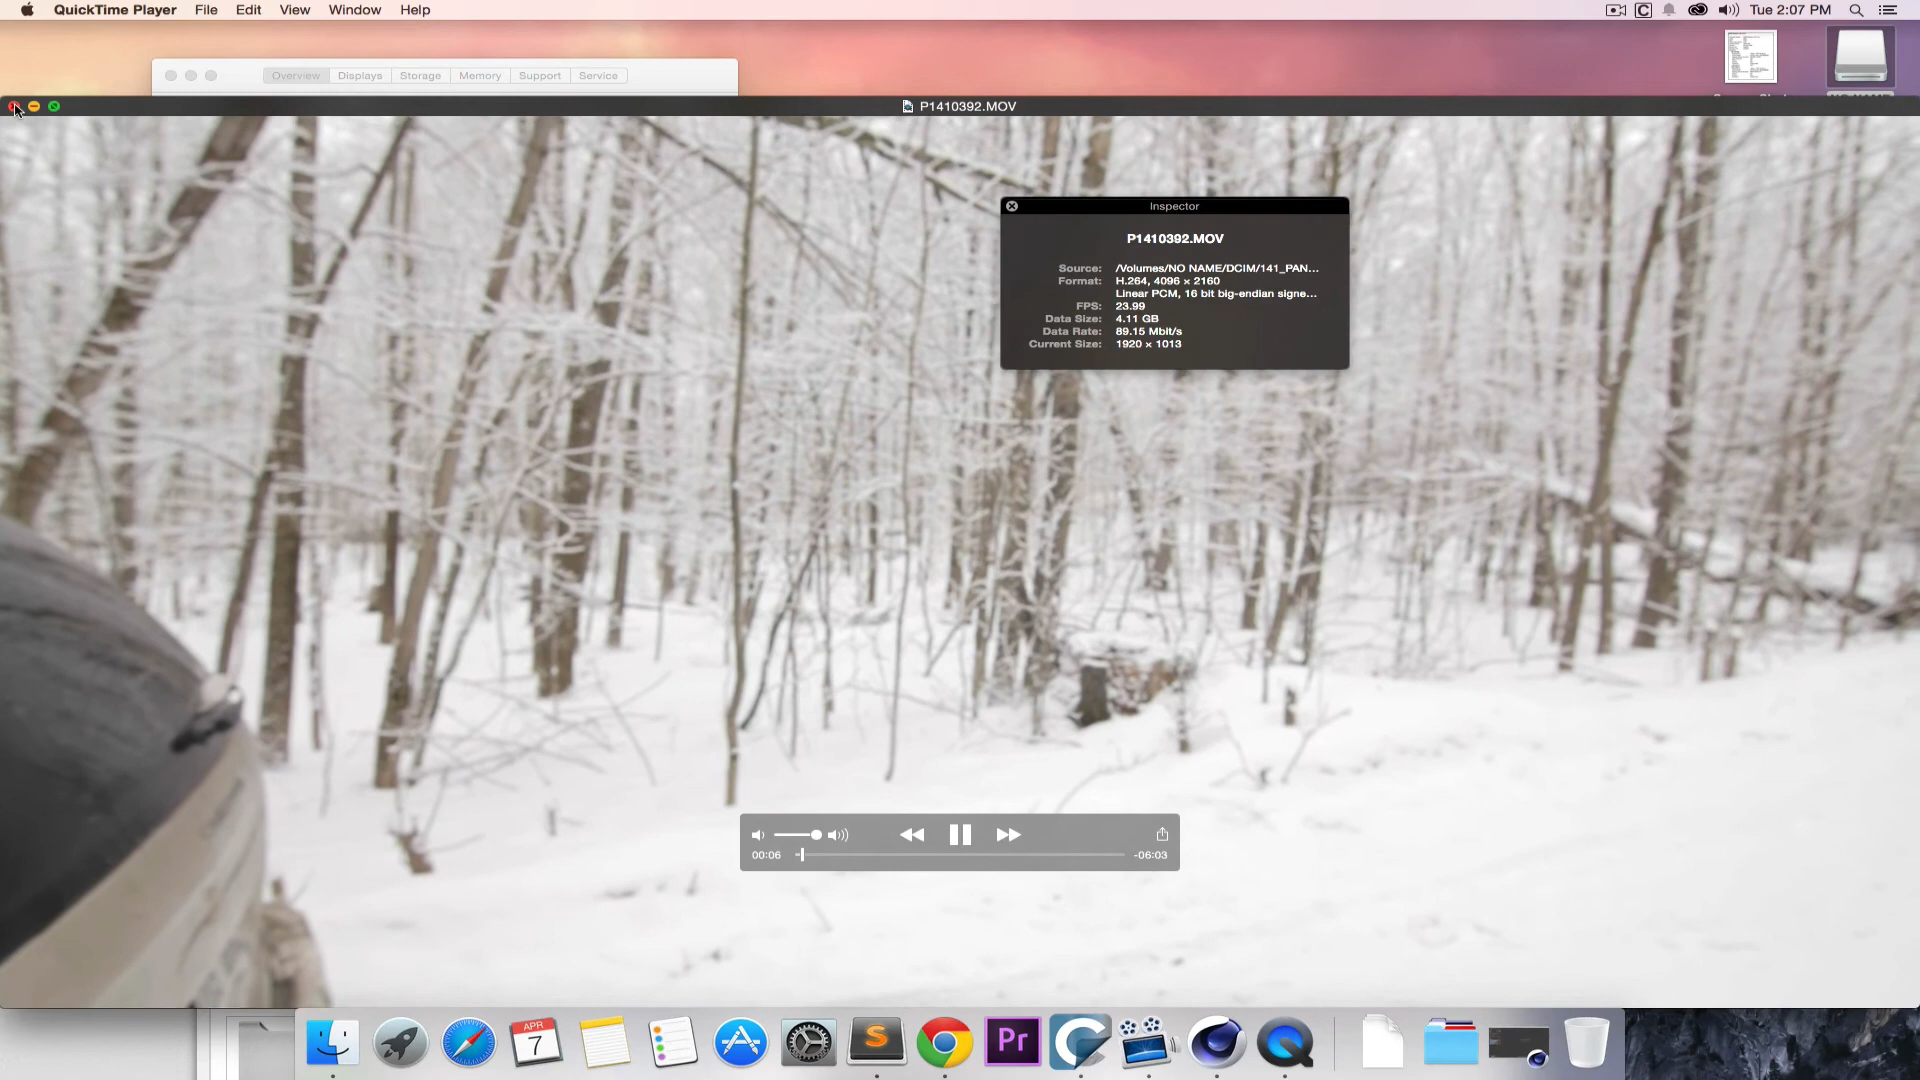 QuickTime Player File Edit View Window Help
Tue 2:07 PM
Overview Displays Storage Memory Support Service
P1410392.MOV
Inspector
P1410392.MOV
Source: /Volumes/NO NAME/DCIM/141_PAN...
Format: H.264, 4096 × 2160
Linear PCM, 16 bit big-endian signe...
FPS: 23.99
Data Size: 4.11 GB
Data Rate: 89.15 Mbit/s
Current Size: 1920 × 1013
00:06 -06:03
APR
7
S
Pr